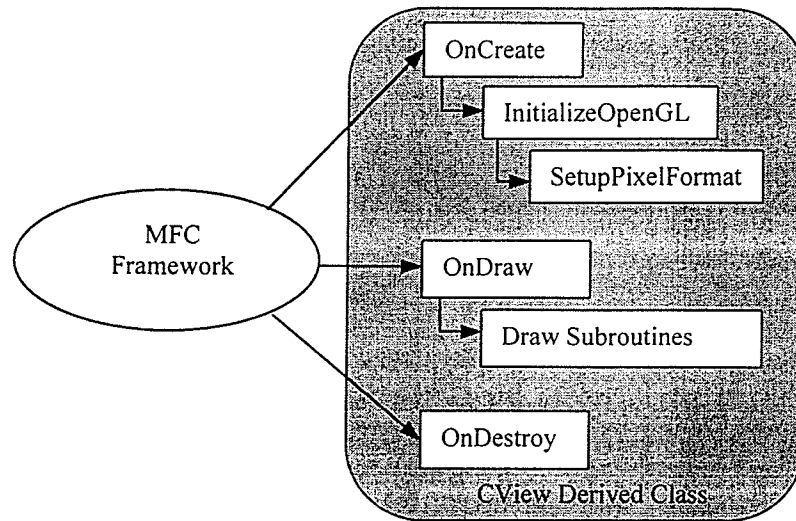 OnCreate
InitializeOpenGL
SetupPixelFormat
MFC
Framework
OnDraw
Draw Subroutines
OnDestroy
CView Derived Class